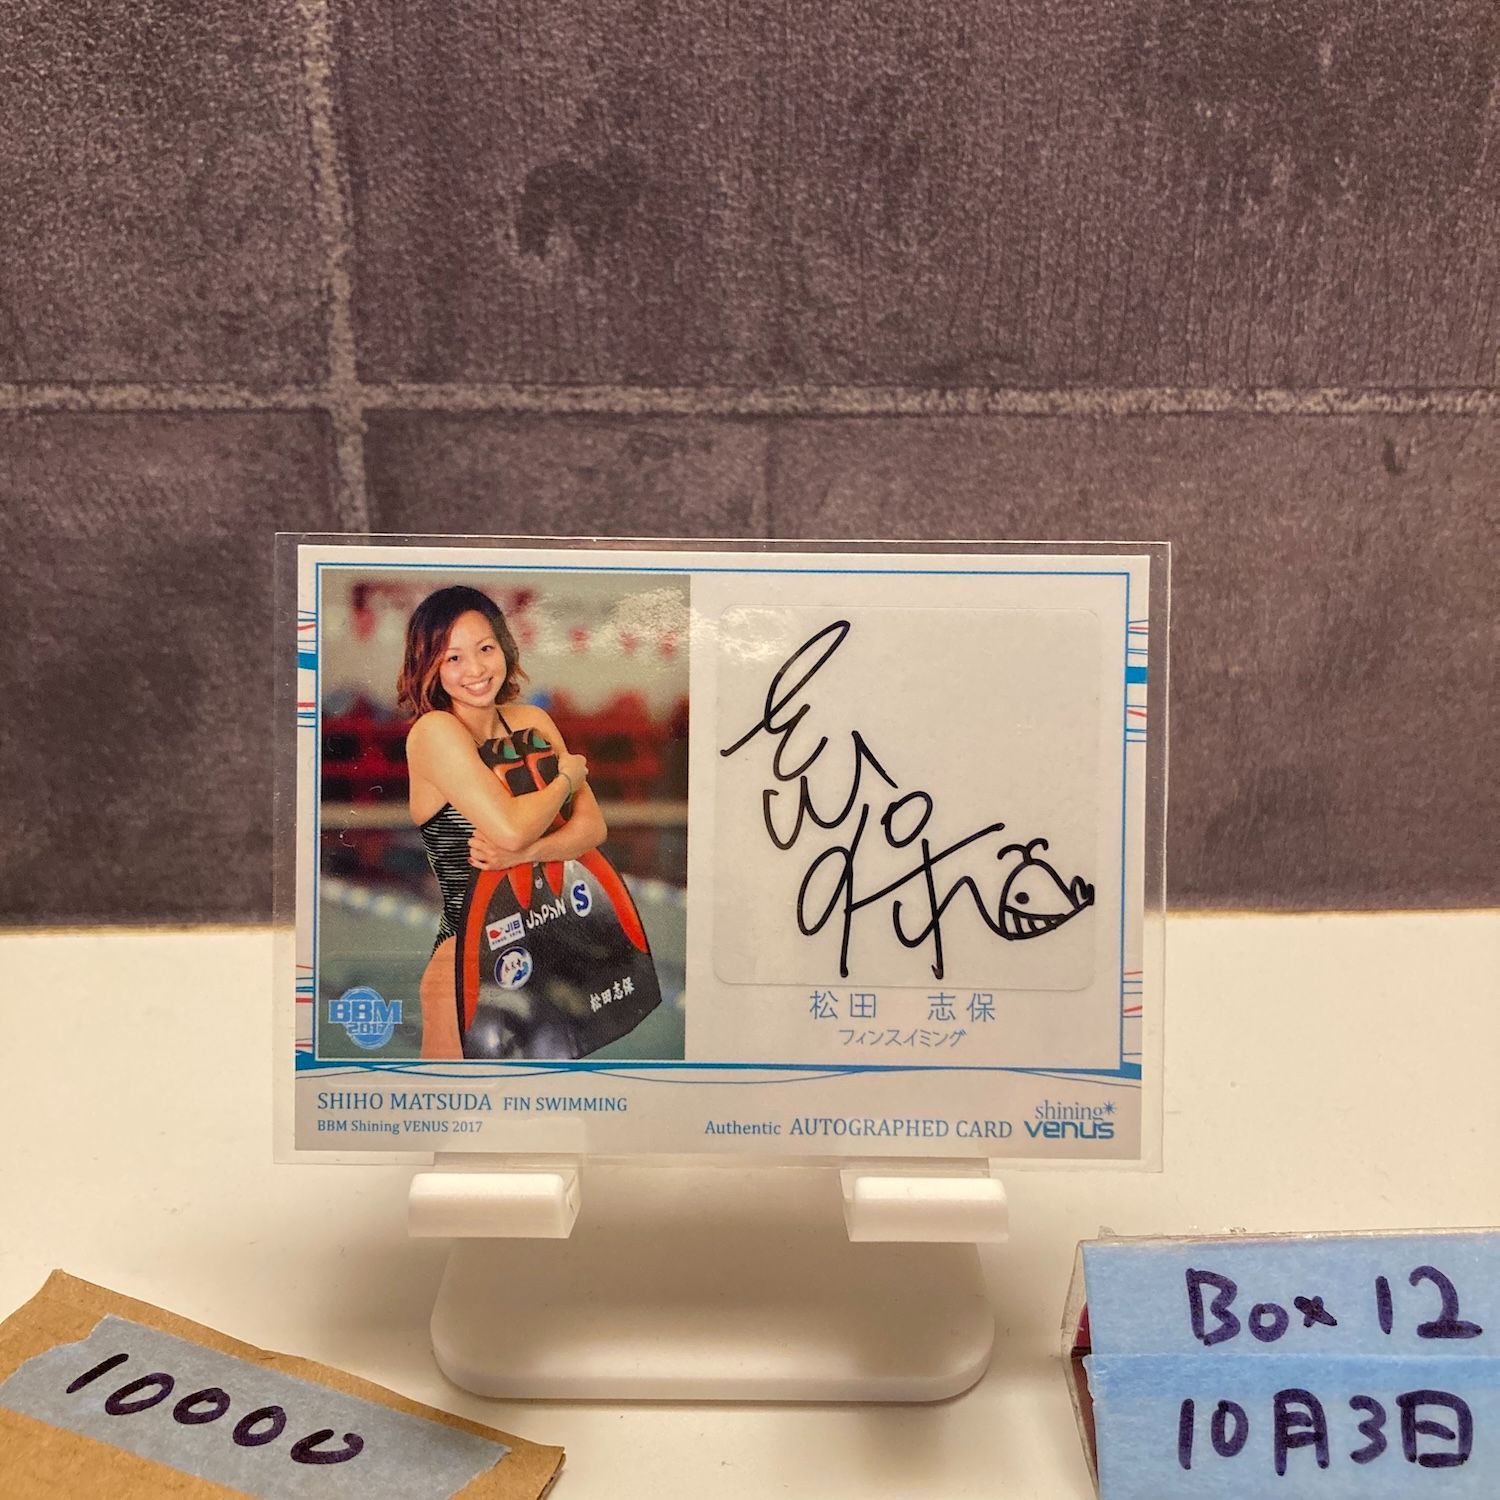 JIB
JAPAN
S
松田志保
BBM
2017
松田 志保
フィンスイミング
SHIHO MATSUDA FIN SWIMMING
BBM Shining VENUS 2017
Authentic AUTOGRAPHED CARD
shining
venus
10000
Box 12
10月3日